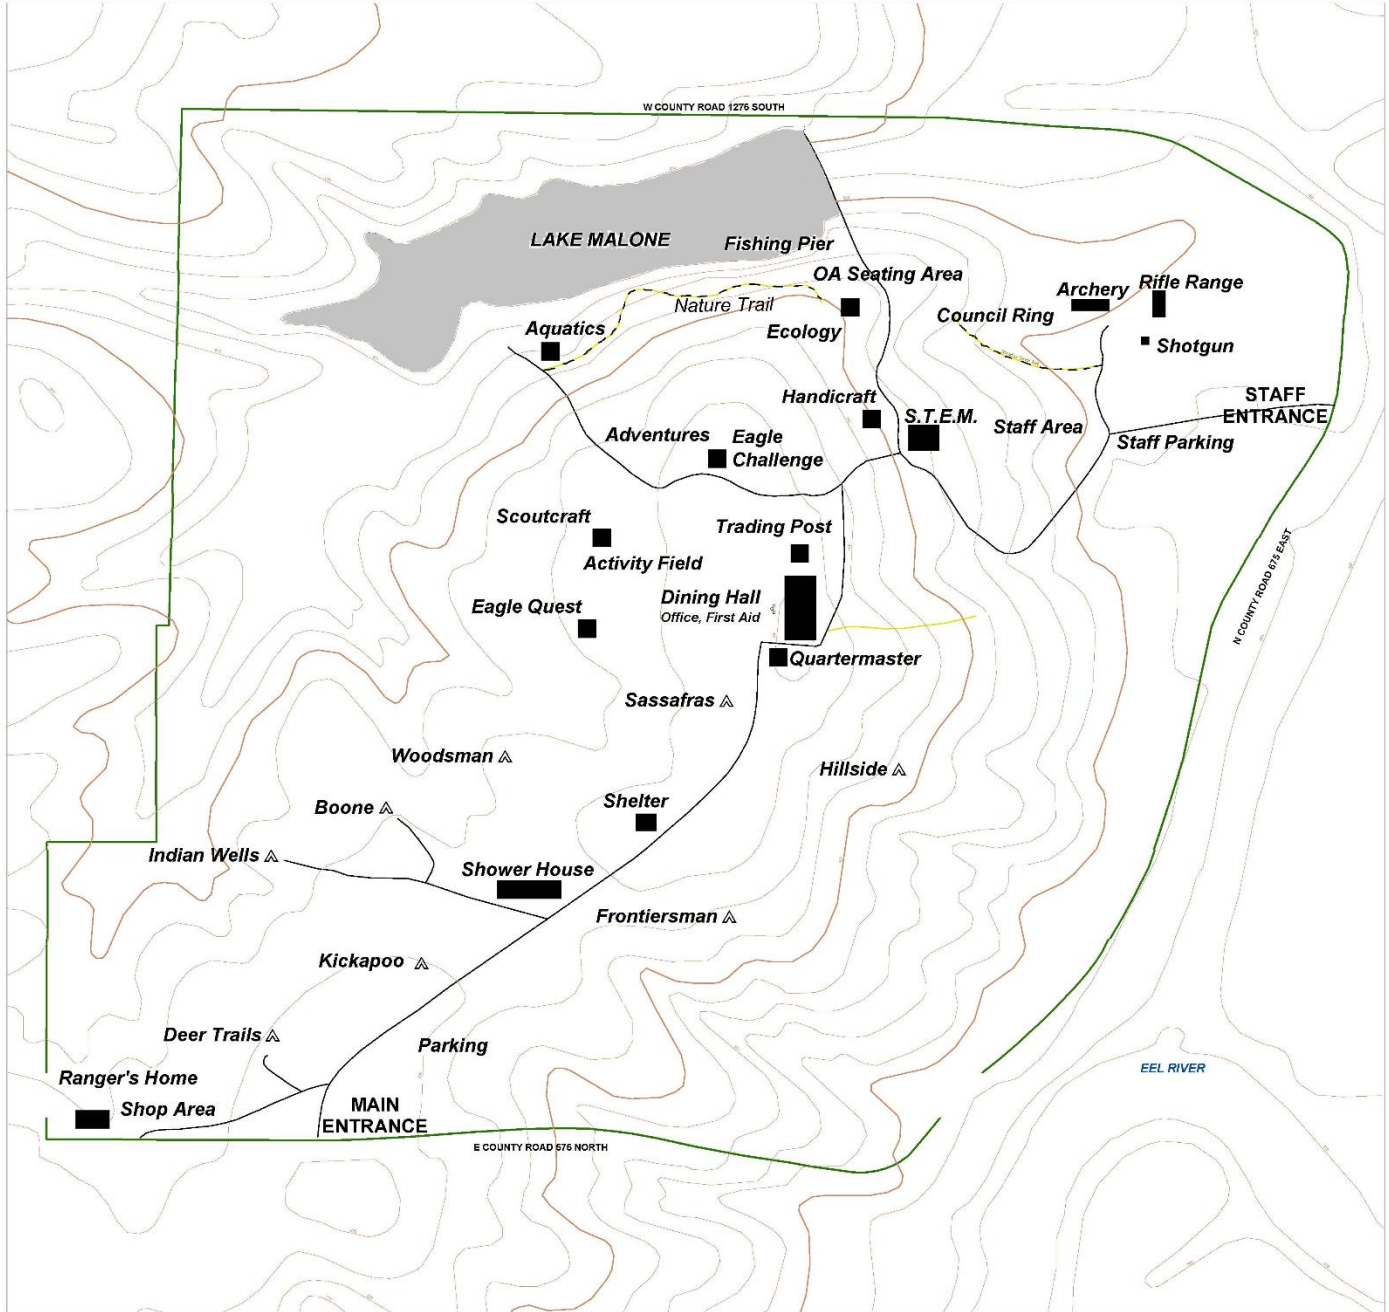 W COUNTY ROAD 1275 SOUTH
LAKE MALONE
Fishing Pier
OA Seating Area
Archery
Rifle Range
Nature Trail
Council Ring
Aquatics
Ecology
Shotgun
STAFF
ENTRANCE
Handicraft
S.T.E.M.
Staff Area
Staff Parking
Adventures
Eagle
Challenge
Scoutcraft
Trading Post
Activity Field
Dining Hall
Office, First Aid
Eagle Quest
N COUNTY ROAD 675 EAST
Quartermaster
Sassafras
Woodsman
Hillside
Boone
Shelter
Indian Wells
Shower House
Frontiersman
Kickapoo
Deer Trails
Parking
EEL RIVER
Ranger's Home
Shop Area
MAIN
ENTRANCE
E COUNTY ROAD 575 NORTH